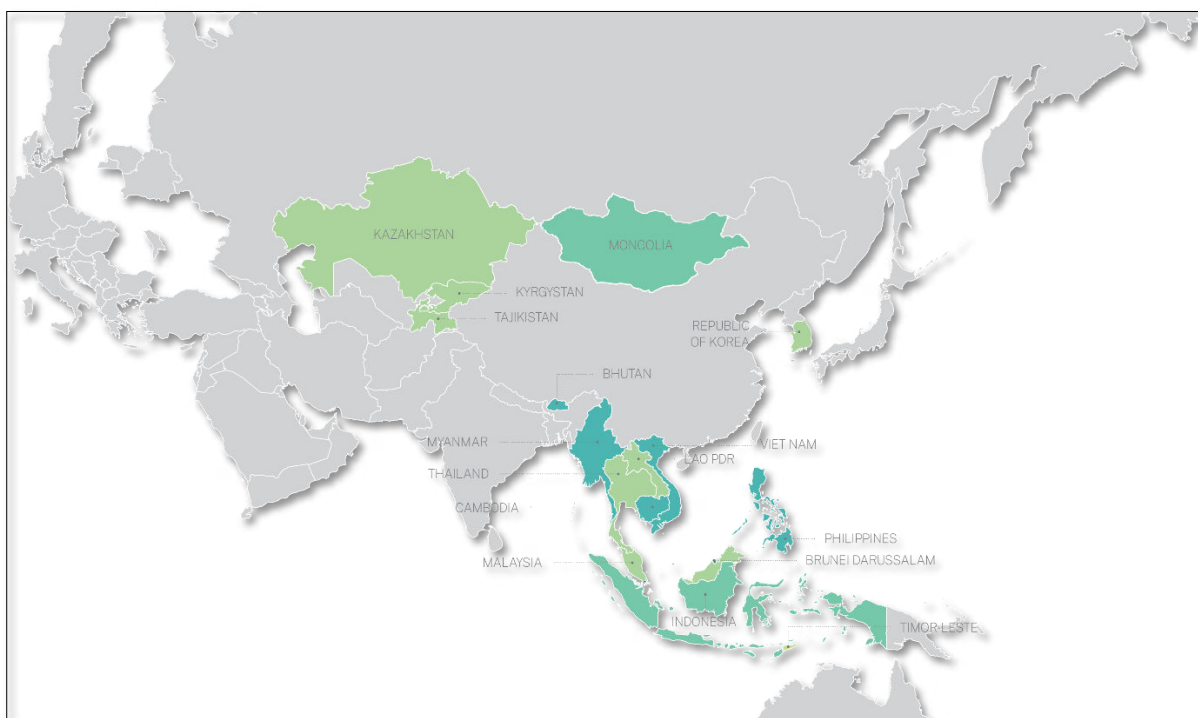 KAZAKHSTAN
MONGOLIA
KYRGYSTAN
TAJIKISTAN
REPUBLIC
OF KOREA
BHUTAN
MYANMAR
VIET NAM
LAO PDR
THAILAND
CAMBODIA
PHILIPPINES
MALAYSIA
BRUNEI DARUSSALAM
INDONESIA
TIMOR-LESTE